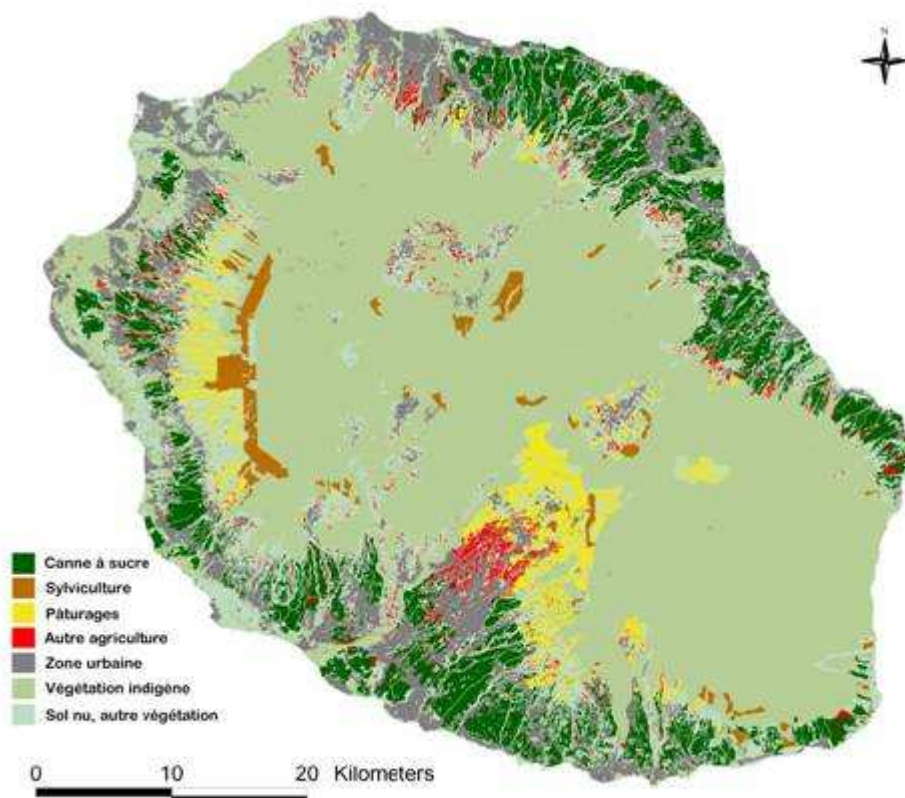 N
Canne à sucre
Sylviculture
Pâturages
Autre agriculture
Zone urbaine
Végétation indigène
Sol nu, autre végétation
0 10 20 Kilometers